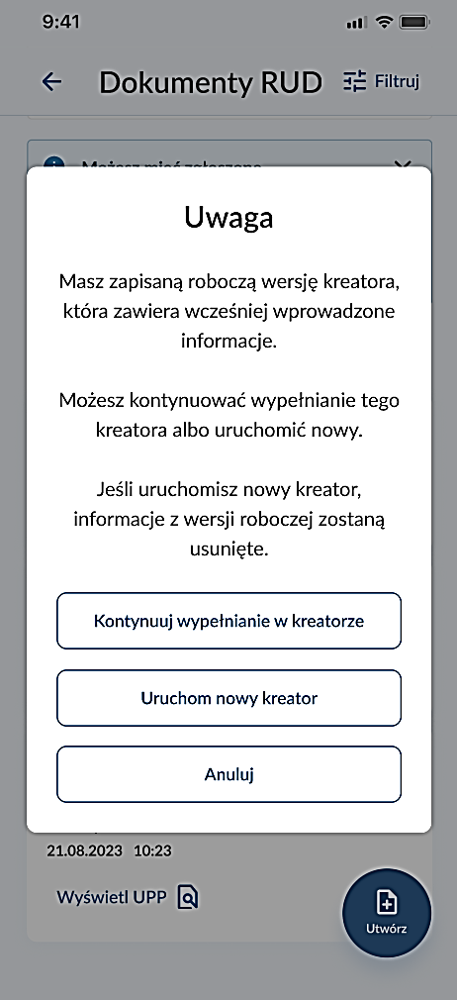 9:41
Dokumenty RUD
Filtruj
Możesz mieć zgłoszone
Uwaga
Masz zapisaną roboczą wersję kreatora,
która zawiera wcześniej wprowadzone
informacje.
Możesz kontynuować wypełnianie tego
kreatora albo uruchomić nowy.
Jeśli uruchomisz nowy kreator,
informacje z wersji roboczej zostaną
usunięte.
Kontynuuj wypełnianie w kreatorze
Uruchom nowy kreator
Anuluj
21.08.2023 10:23
Wyświetl UPP
Utwórz